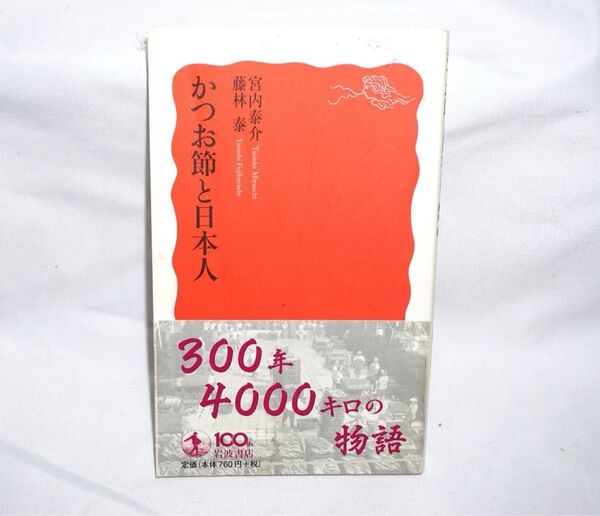 かつお節と日本人
宮内泰介 Taisuke Miyauchi
藤林 泰 Yasushi Fujibayashi
300年
4000キロの
物語
100th
岩波書店
定価(本体760円+税)